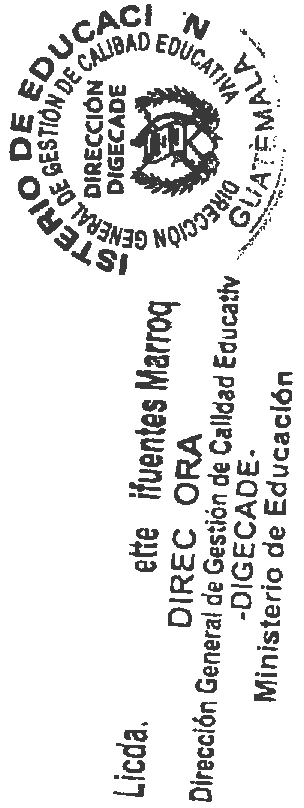 ISTERIO DE EDUCACI N
DIRECCIÓN GENERAL DE GESTIÓN DE CALIBAD EDUCATIVA
DIRECCIÓN
DIGECADE
GUATEMALA
Licda. ette ifuentes Marroq
DIREC ORA
Dirección General de Gestión de Calidad Educativ
-DIGECADE-
Ministerio de Educación